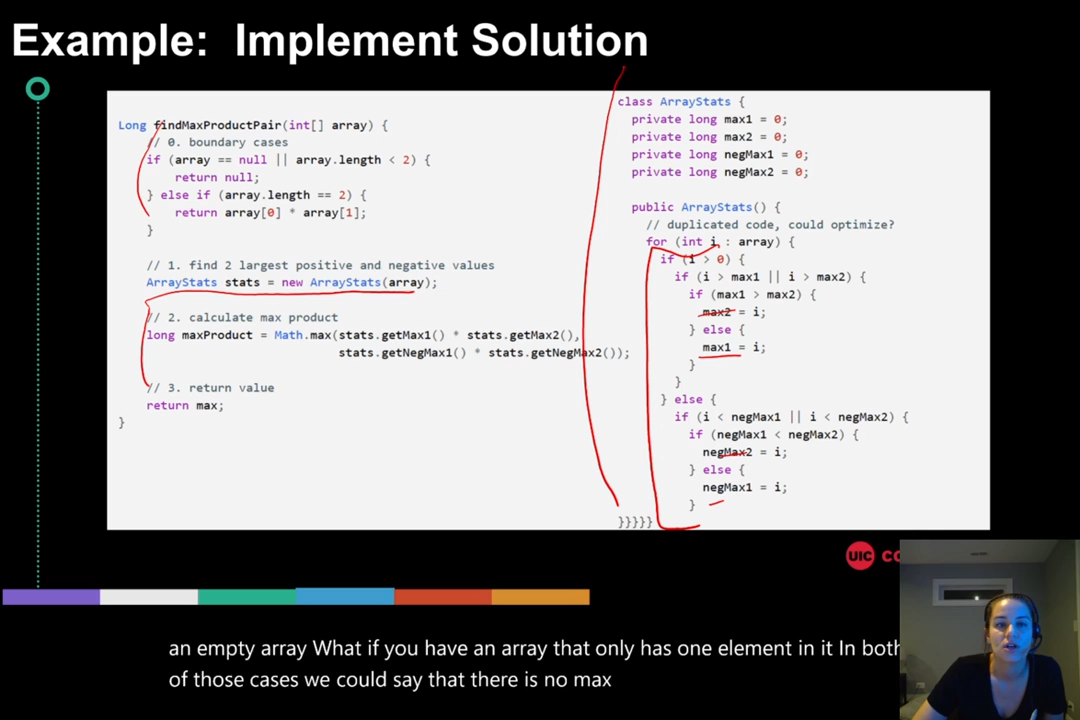 Example:  Implement Solution
Long findMaxProductPair(int[] array) {
// 0. boundary cases
if (array == null || array.length < 2) {
return null;
} else if (array.length == 2) {
return array[0] * array[1];
}
// 1. find 2 largest positive and negative values
ArrayStats stats = new ArrayStats(array);
// 2. calculate max product
long maxProduct = Math.max(stats.getMax1() * stats.getMax2(),
stats.getNegMax1() * stats.getNegMax2());
// 3. return value
return max;
}
class ArrayStats {
private long max1 = 0;
private long max2 = 0;
private long negMax1 = 0;
private long negMax2 = 0;
public ArrayStats() {
// duplicated code, could optimize?
for (int i : array) {
if (i > 0) {
if (i > max1 || i > max2) {
if (max1 > max2) {
max2 = i;
} else {
max1 = i;
}
}
} else {
if (i < negMax1 || i < negMax2) {
if (negMax1 < negMax2) {
negMax2 = i;
} else {
negMax1 = i;
}
}}}}}
UIC
an empty array What if you have an array that only has one element in it In both
of those cases we could say that there is no max